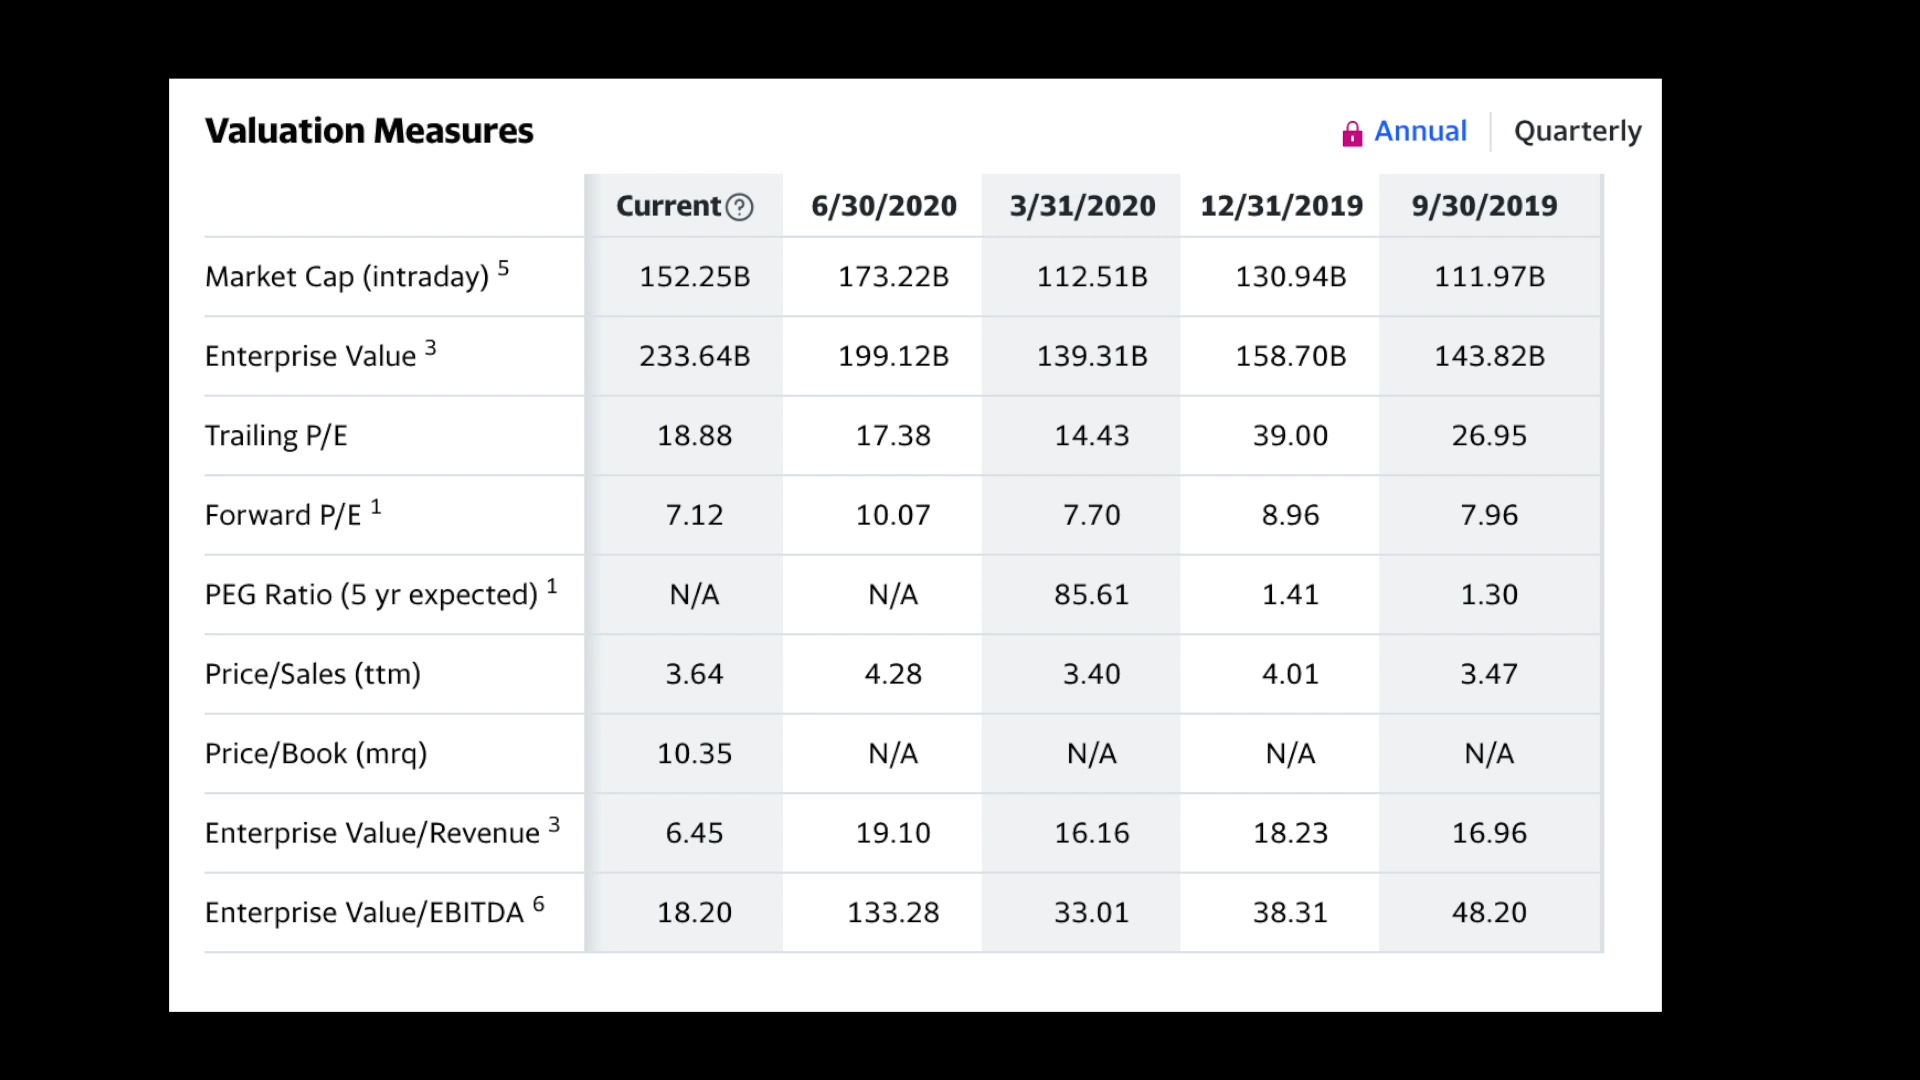 Valuation Measures Annual Quarterly
Current 6/30/2020 3/31/2020 12/31/2019 9/30/2019
Market Cap (intraday) 5 152.25B 173.22B 112.51B 130.94B 111.97B
Enterprise Value 3 233.64B 199.12B 139.31B 158.70B 143.82B
Trailing P/E 18.88 17.38 14.43 39.00 26.95
Forward P/E 1 7.12 10.07 7.70 8.96 7.96
PEG Ratio (5 yr expected) 1 N/A N/A 85.61 1.41 1.30
Price/Sales (ttm) 3.64 4.28 3.40 4.01 3.47
Price/Book (mrq) 10.35 N/A N/A N/A N/A
Enterprise Value/Revenue 3 6.45 19.10 16.16 18.23 16.96
Enterprise Value/EBITDA 6 18.20 133.28 33.01 38.31 48.20